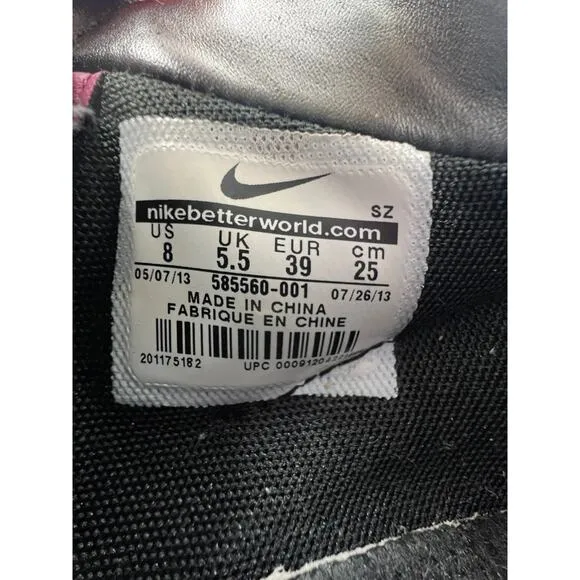 SZ
nikebetterworld.com
US UK EUR cm
8 5.5 39 25
05/07/13 585560-001 07/26/13
MADE IN CHINA
FABRIQUE EN CHINE
201175182 UPC